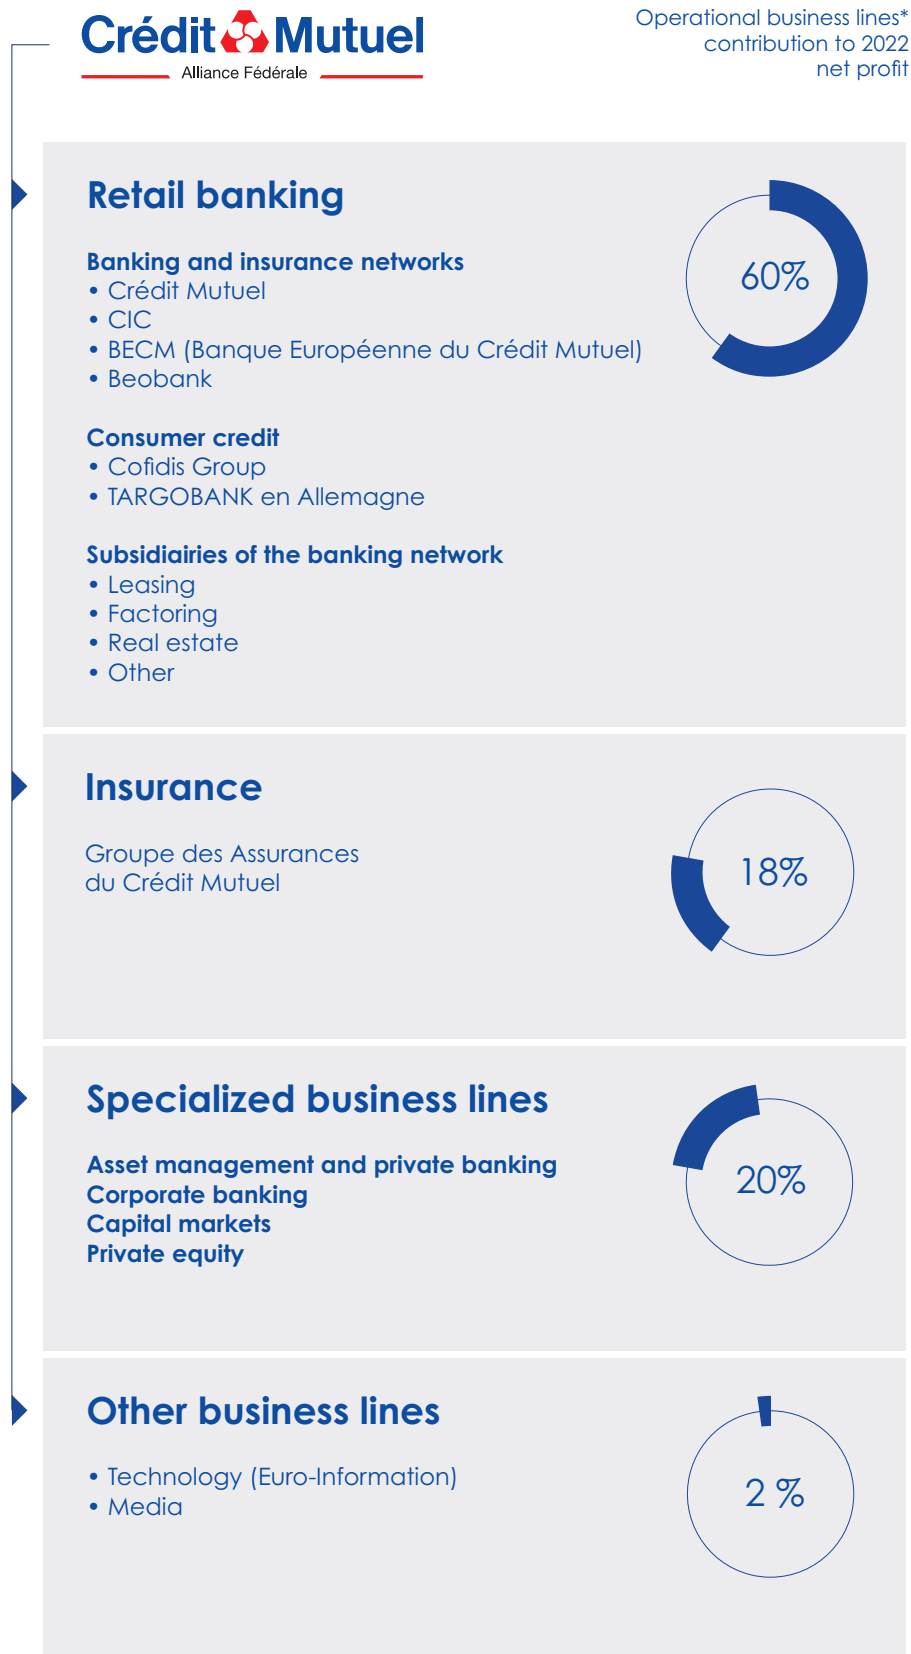 Crédit Mutuel
Alliance Fédérale
Operational business lines*
contribution to 2022
net profit
Retail banking
60%
Banking and insurance networks
• Crédit Mutuel
• CIC
• BECM (Banque Européenne du Crédit Mutuel)
• Beobank
Consumer credit
• Cofidis Group
• TARGOBANK en Allemagne
Subsidiairies of the banking network
• Leasing
• Factoring
• Real estate
• Other
Insurance
Groupe des Assurances
du Crédit Mutuel
18%
Specialized business lines
Asset management and private banking
Corporate banking
Capital markets
Private equity
20%
Other business lines
• Technology (Euro-Information)
• Media
2 %